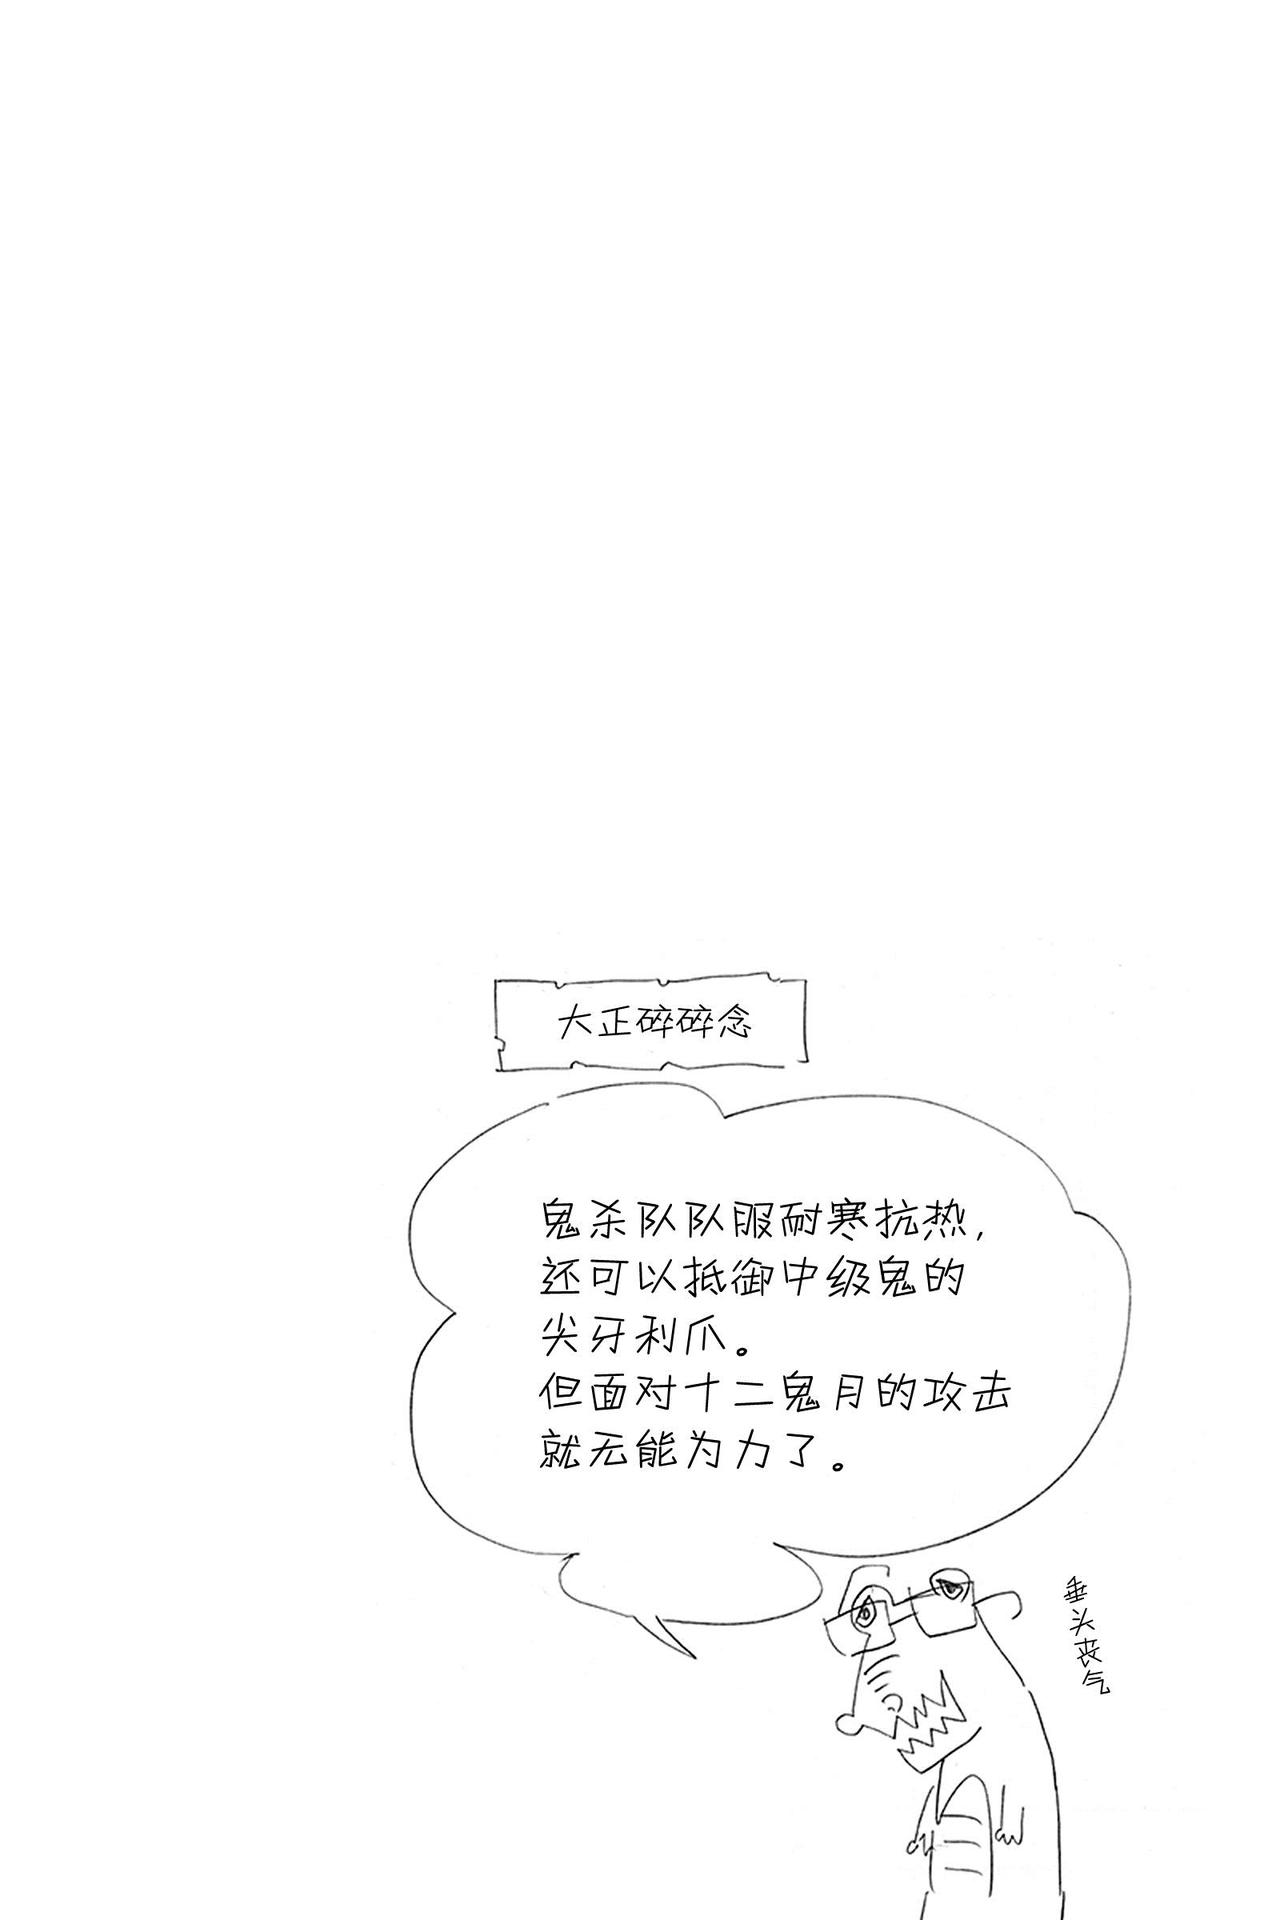 大正碎碎念
鬼杀队队服耐寒抗热，
还可以抵御中级鬼的
尖牙利爪。
但面对十二鬼月的攻击
就无能为力了。
垂头丧气